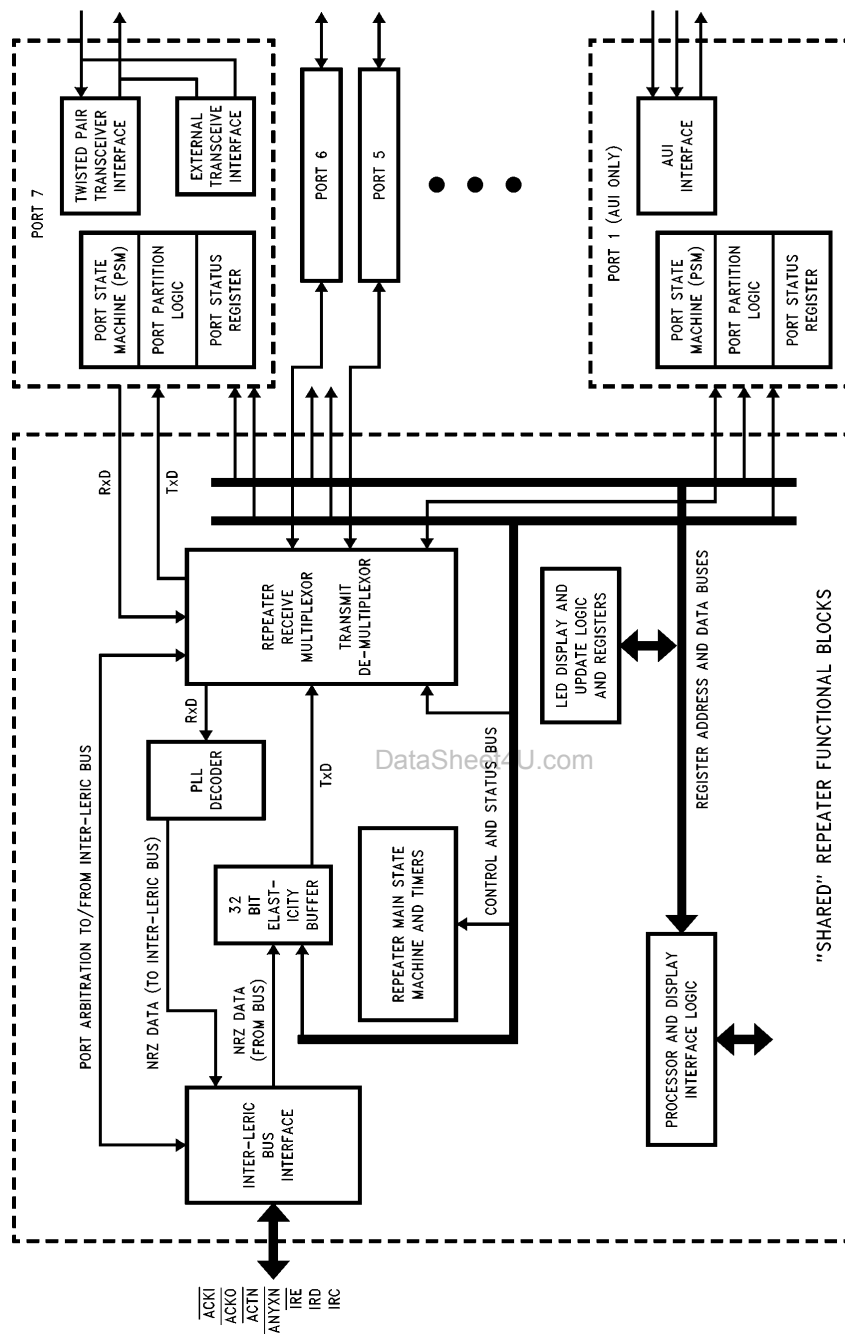 PORT 7
TWISTED PAIR
TRANSCEIVER
INTERFACE
EXTERNAL
TRANSCEIVE
INTERFACE
PORT STATE
MACHINE (PSM)
PORT PARTITION
LOGIC
PORT STATUS
REGISTER
PORT 6
PORT 5
PORT 1 (AUI ONLY)
AUI
INTERFACE
PORT STATE
MACHINE (PSM)
PORT PARTITION
LOGIC
PORT STATUS
REGISTER
RxD
TxD
REPEATER
RECEIVE
MULTIPLEXOR
TRANSMIT
DE-MULTIPLEXOR
PORT ARBITRATION TO/FROM INTER-LERIC BUS
RxD
PLL
DECODER
NRZ DATA (TO INTER-LERIC BUS)
TxD
32
BIT
ELAST-
ICITY
BUFFER
NRZ DATA
(FROM BUS)
REPEATER MAIN STATE
MACHINE AND TIMERS
CONTROL AND STATUS BUS
LED DISPLAY AND
UPDATE LOGIC
AND REGISTERS
REGISTER ADDRESS AND DATA BUSES
PROCESSOR AND DISPLAY
INTERFACE LOGIC
"SHARED" REPEATER FUNCTIONAL BLOCKS
INTER-LERIC
BUS
INTERFACE
ACKI
ACKO
ACTN
ANYXN
IRE
IRD
IRC
DataSheet4U.com